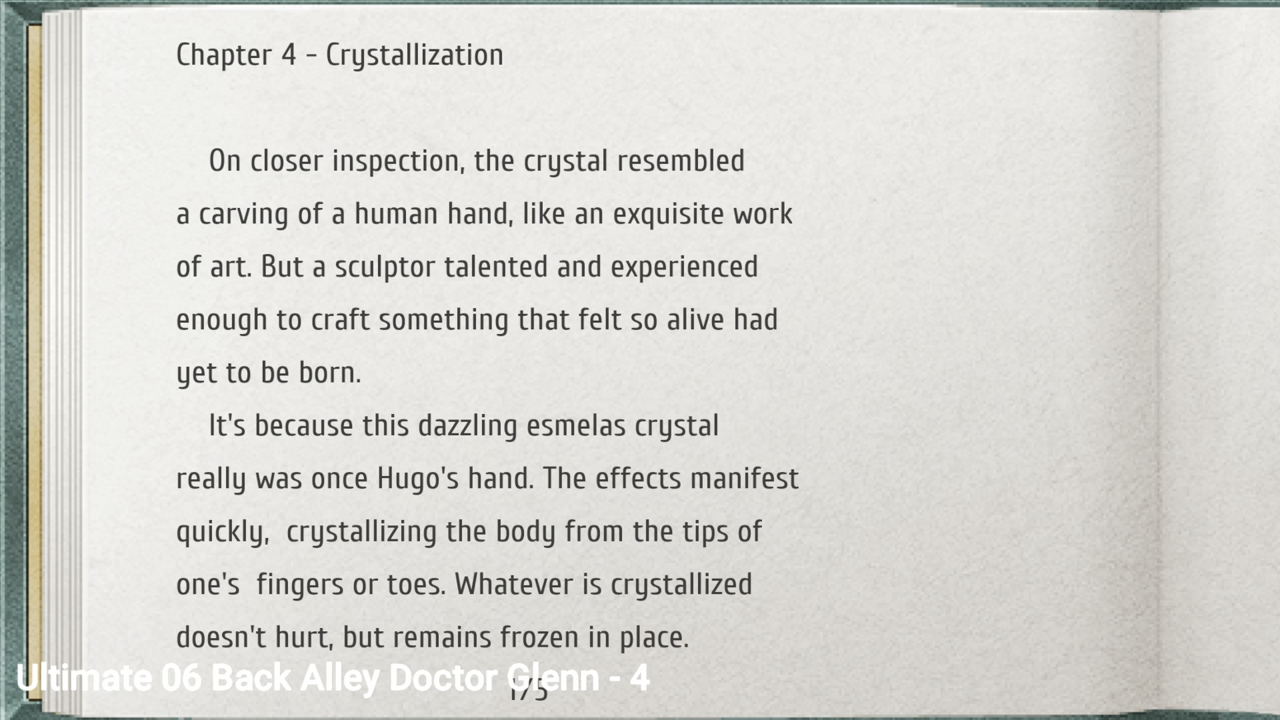 Chapter 4 - Crystallization
On closer inspection, the crystal resembled
a carving of a human hand, like an exquisite work
of art. But a sculptor talented and experienced
enough to craft something that felt so alive had
yet to be born.
It's because this dazzling esmelas crystal
really was once Hugo's hand. The effects manifest
quickly,  crystallizing the body from the tips of
one's  fingers or toes. Whatever is crystallized
doesn't hurt, but remains frozen in place.
Ultimate 06 Back Alley Doctor Glenn - 4
175